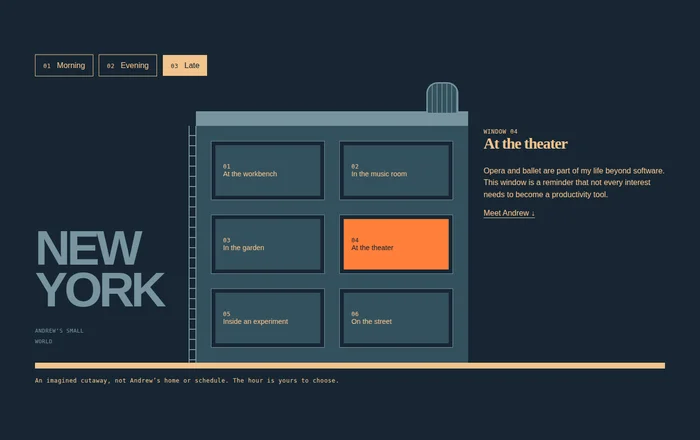 01 Morning
02 Evening
03 Late
WINDOW 04
At the theater
Opera and ballet are part of my life beyond software.
This window is a reminder that not every interest
needs to become a productivity tool.
Meet Andrew ↓
01
At the workbench
02
In the music room
03
In the garden
04
At the theater
05
Inside an experiment
06
On the street
NEW
YORK
ANDREW'S SMALL
WORLD
An imagined cutaway, not Andrew's home or schedule. The hour is yours to choose.